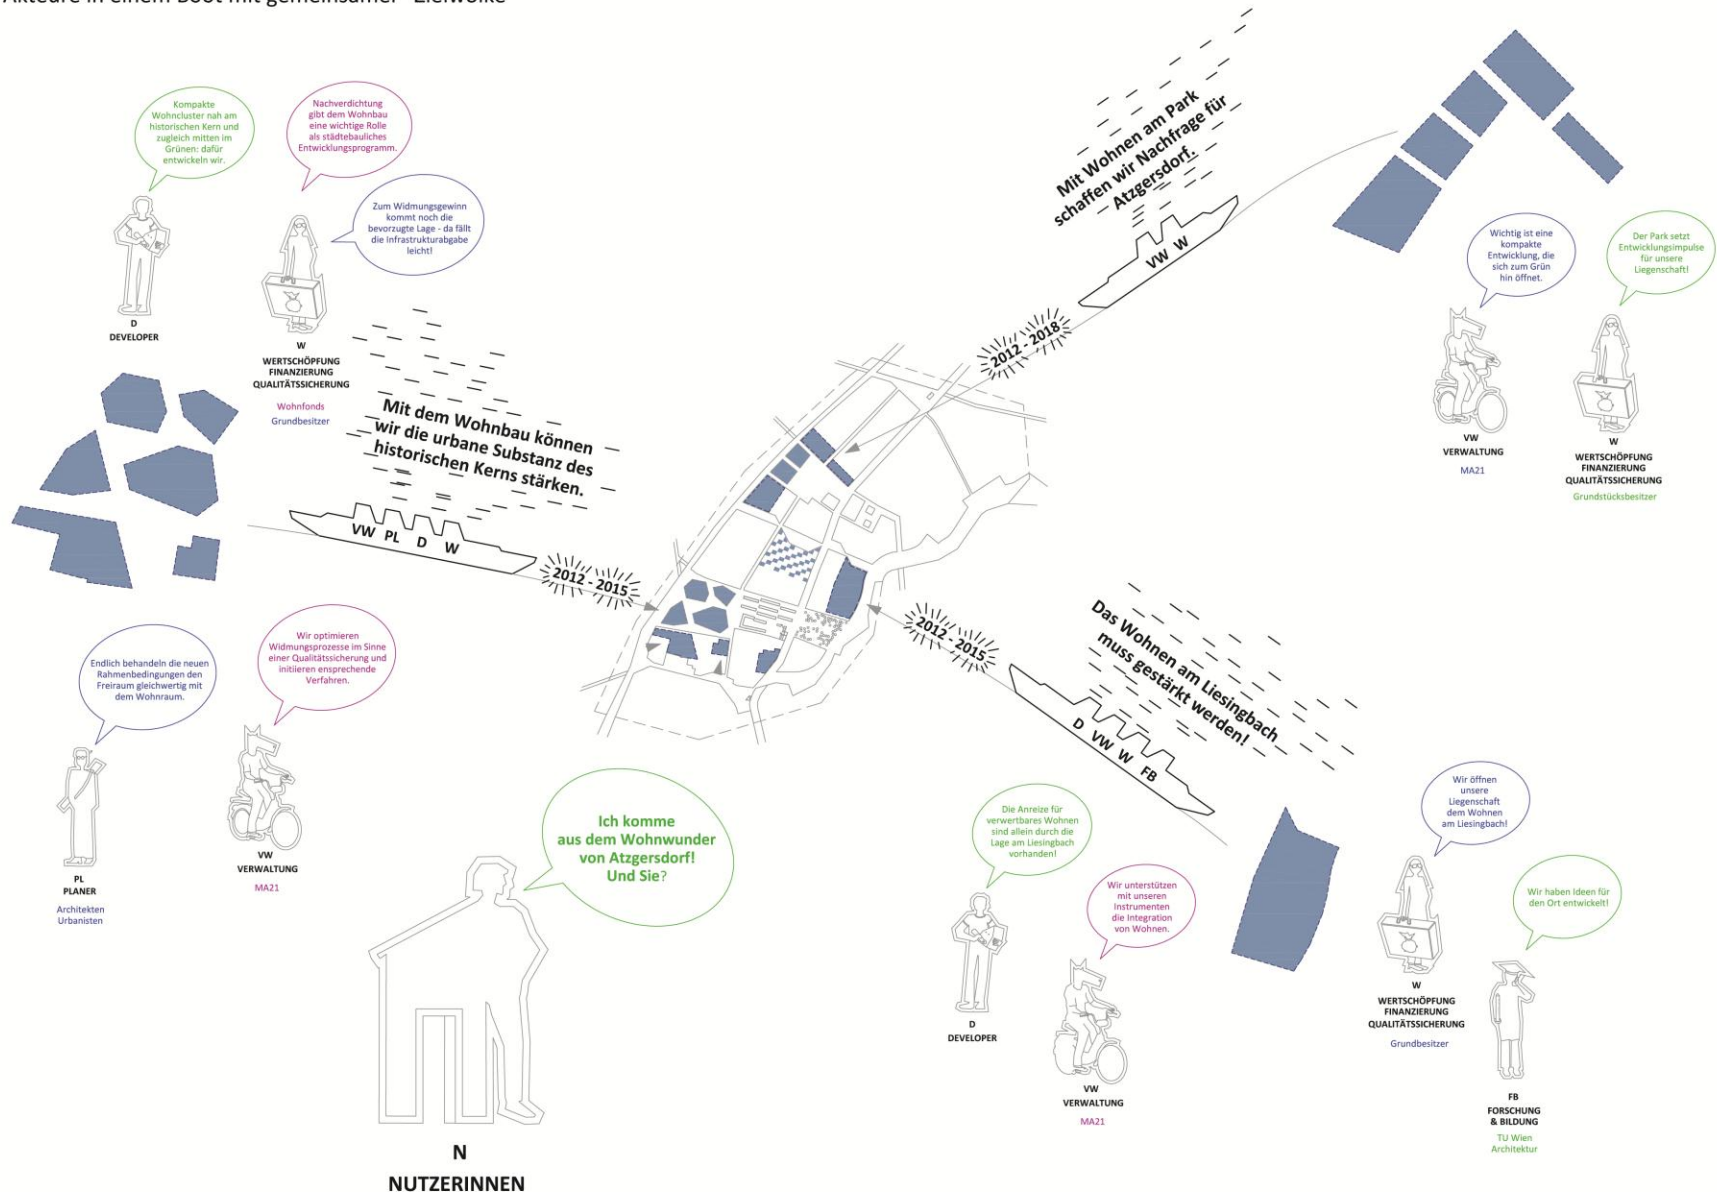 Akteure in einem Boot mit gemeinsamer "Zielwolke"
Kompakte
Wohncluster nah am
historischen Kern und
zugleich mitten im
Grünen: dafür
entwickeln wir.
Nachverdichtung
gibt dem Wohnbau
eine wichtige Rolle
als städtebauliches
Entwicklungsprogramm.
Zum Widmungsgewinn
kommt noch die
bevorzugte Lage - da fällt
die Infrastrukturabgabe
leicht!
D
DEVELOPER
W
WERTSCHÖPFUNG
FINANZIERUNG
QUALITÄTSSICHERUNG
Wohnfonds
Grundbesitzer
Mit dem Wohnbau können
wir die urbane Substanz des
historischen Kerns stärken.
VW PL D W
2012 - 2015
Endlich behandeln die neuen
Rahmenbedingungen den
Freiraum gleichwertig mit
dem Wohnraum.
Wir optimieren
Widmungsprozesse im Sinne
einer Qualitätssicherung und
initiieren ensprechende
Verfahren.
PL
PLANER
Architekten
Urbanisten
VW
VERWALTUNG
MA21
Mit Wohnen am Park
schaffen wir Nachfrage für
Atzgersdorf.
VW W
2012 - 2018
Wichtig ist eine
kompakte
Entwicklung, die
sich zum Grün
hin öffnet.
Der Park setzt
Entwicklungsimpulse
für unsere
Liegenschaft!
VW
VERWALTUNG
MA21
W
WERTSCHÖPFUNG
FINANZIERUNG
QUALITÄTSSICHERUNG
Grundstücksbesitzer
2012 - 2015
Das Wohnen am Liesingbach
muss gestärkt werden!
D VW W FB
Die Anreize für
verwertbares Wohnen
sind allein durch die
Lage am Liesingbach
vorhanden!
Wir unterstützen
mit unseren
Instrumenten
die Integration
von Wohnen.
Wir öffnen
unsere
Liegenschaft
dem Wohnen
am Liesingbach!
Wir haben Ideen für
den Ort entwickelt!
D
DEVELOPER
VW
VERWALTUNG
MA21
W
WERTSCHÖPFUNG
FINANZIERUNG
QUALITÄTSSICHERUNG
Grundbesitzer
FB
FORSCHUNG
& BILDUNG
TU Wien
Architektur
Ich komme
aus dem Wohnwunder
von Atzgersdorf!
Und Sie?
N
NUTZERINNEN